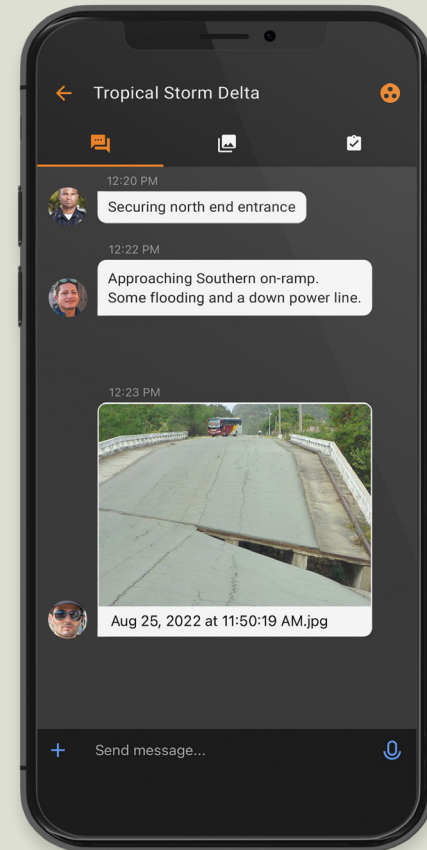 Tropical Storm Delta
12:20 PM
Securing north end entrance
12:22 PM
Approaching Southern on-ramp.
Some flooding and a down power line.
12:23 PM
Aug 25, 2022 at 11:50:19 AM.jpg
Send message...